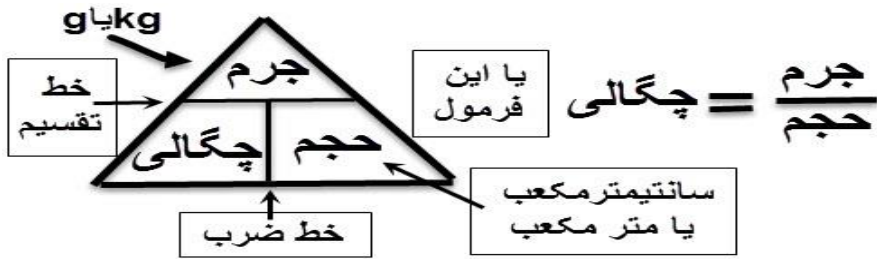 gیاkg
جرم
خط
تقسیم
چگالی
حجم
خط ضرب
یا این
فرمول
چگالی = جرم
حجم
سانتیمترمکعب
یا متر مکعب